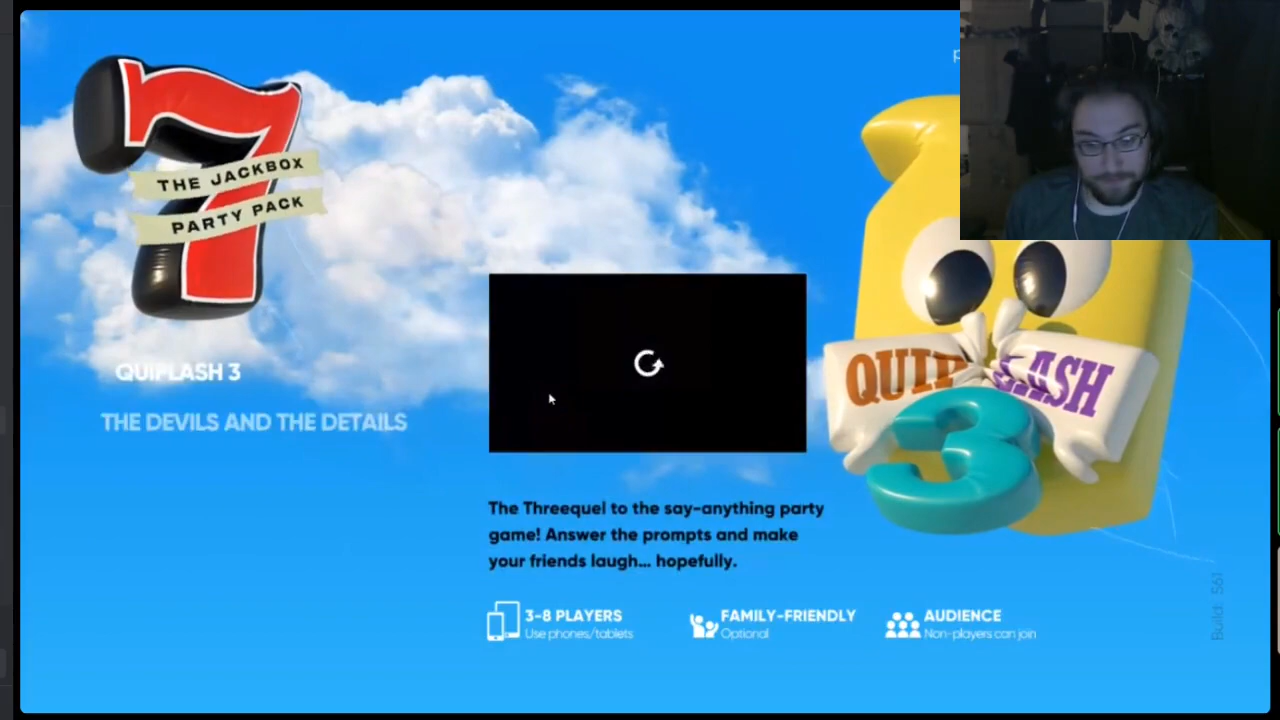 THE JACKBOX
PARTY PACK
QUIPLASH 3
THE DEVILS AND THE DETAILS
QUIPLASH
3
The Threequel to the say-anything party
game! Answer the prompts and make
your friends laugh... hopefully.
3-8 PLAYERS
Use phones/tablets
FAMILY-FRIENDLY
Optional
AUDIENCE
Non-players can join
Build: 561